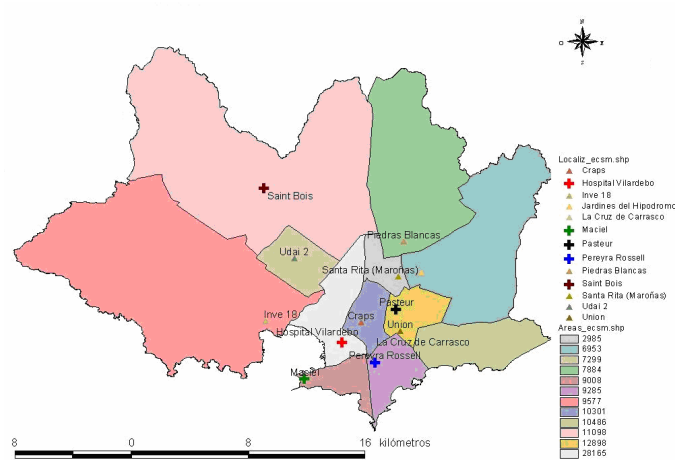 N
O
E
S
Saint Bois
Piedras Blancas
Udai 2
Santa Rita (Maroñas)
Inve 18
Pasteur
Craps
Union
Hospital Vilardebo
La Cruz de Carrasco
Pereyra Rossell
Maciel
8 0 8 16 kilómetros
Localiz_ecsm.shp
Craps
Hospital Vilardebo
Inve 18
Jardines del Hipodromo
La Cruz de Carrasco
Maciel
Pasteur
Pereyra Rossell
Piedras Blancas
Saint Bois
Santa Rita (Maroñas)
Udai 2
Union
Areas_ecsm.shp
2985
6953
7299
7884
9008
9285
9577
10301
10486
11098
12898
28165